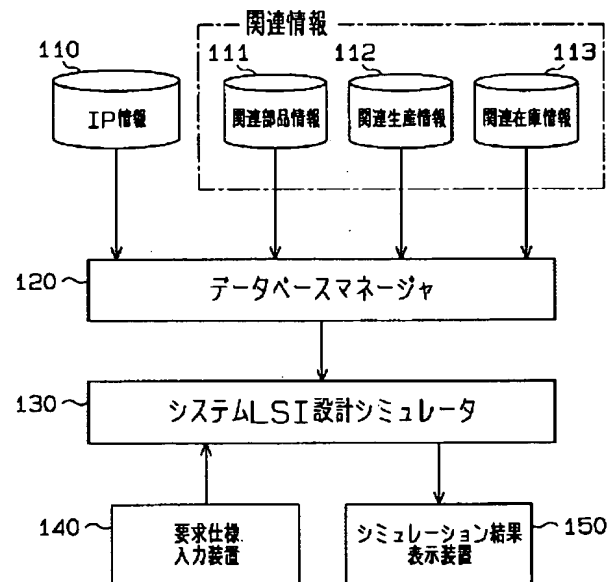 関連情報
110
111
112
113
IP情報
関連部品情報
関連生産情報
関連在庫情報
120
データベースマネージャ
130
システムLSI設計シミュレータ
140
要求仕様
入力装置
シミュレーション結果
表示装置
150